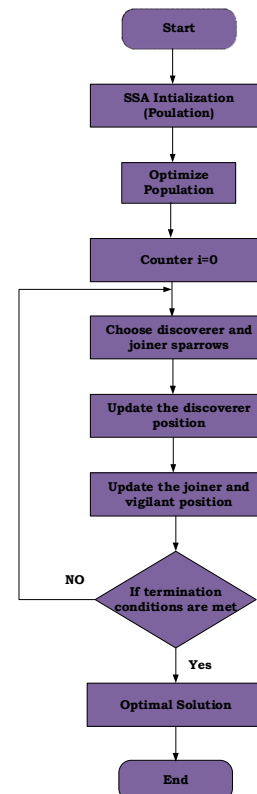 Start
SSA Intialization
(Poulation)
Optimize
Population
Counter i=0
Choose discoverer and
joiner sparrows
Update the discoverer
position
Update the joiner and
vigilant position
If termination
conditions are met
NO
Yes
Optimal Solution
End